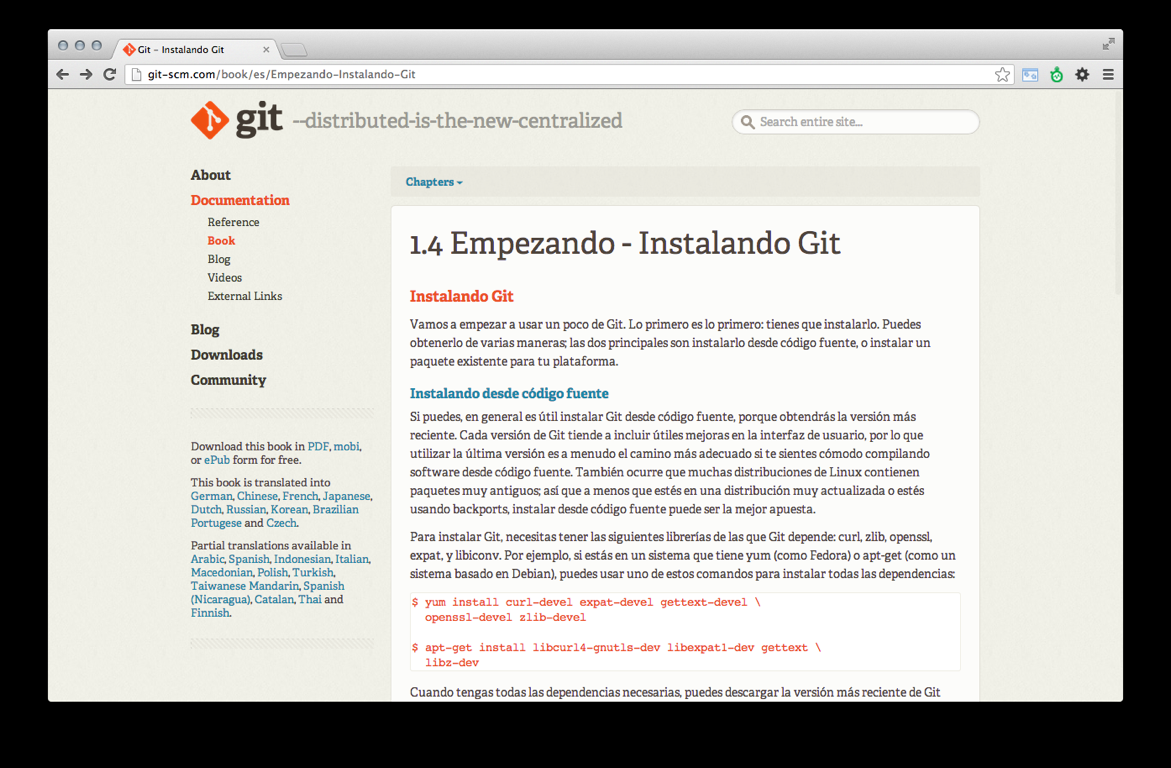 Git - Instalando Git
git-scm.com/book/es/Empezando-Instalando-Git
git --distributed-is-the-new-centralized
Search entire site...
About
Documentation
Reference
Book
Blog
Videos
External Links
Blog
Downloads
Community
Download this book in PDF, mobi,
or ePub form for free.
This book is translated into
German, Chinese, French, Japanese,
Dutch, Russian, Korean, Brazilian
Portugese and Czech.
Partial translations available in
Arabic, Spanish, Indonesian, Italian,
Macedonian, Polish, Turkish,
Taiwanese Mandarin, Spanish
(Nicaragua), Catalan, Thai and
Finnish.
Chapters
1.4 Empezando - Instalando Git
Instalando Git
Vamos a empezar a usar un poco de Git. Lo primero es lo primero: tienes que instalarlo. Puedes
obtenerlo de varias maneras; las dos principales son instalarlo desde código fuente, o instalar un
paquete existente para tu plataforma.
Instalando desde código fuente
Si puedes, en general es útil instalar Git desde código fuente, porque obtendrás la versión más
reciente. Cada versión de Git tiende a incluir útiles mejoras en la interfaz de usuario, por lo que
utilizar la última versión es a menudo el camino más adecuado si te sientes cómodo compilando
software desde código fuente. También ocurre que muchas distribuciones de Linux contienen
paquetes muy antiguos; así que a menos que estés en una distribución muy actualizada o estés
usando backports, instalar desde código fuente puede ser la mejor apuesta.
Para instalar Git, necesitas tener las siguientes librerías de las que Git depende: curl, zlib, openssl,
expat, y libiconv. Por ejemplo, si estás en un sistema que tiene yum (como Fedora) o apt-get (como un
sistema basado en Debian), puedes usar uno de estos comandos para instalar todas las dependencias:
$ yum install curl-devel expat-devel gettext-devel \
openssl-devel zlib-devel
$ apt-get install libcurl4-gnutls-dev libexpat1-dev gettext \
libz-dev
Cuando tengas todas las dependencias necesarias, puedes descargar la versión más reciente de Git